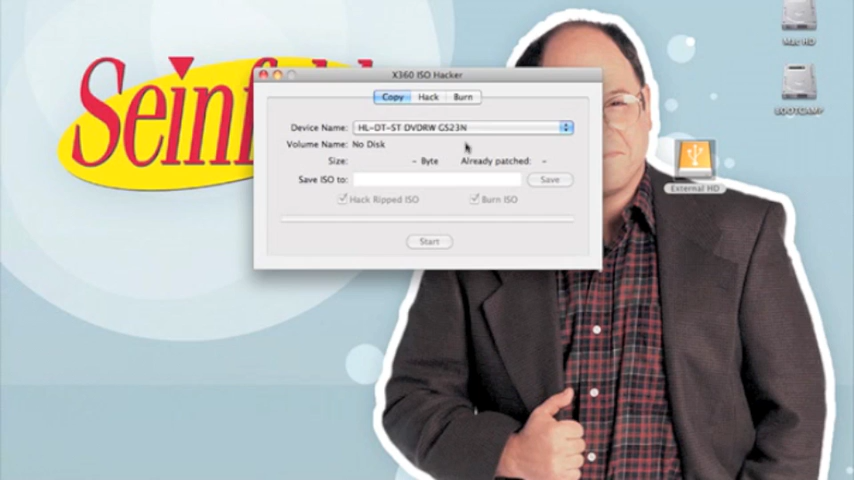 X360 ISO Hacker
Copy Hack Burn
Device Name: HL-DT-ST DVDRW GS23N
Volume Name: No Disk
Size: - Byte Already patched: -
Save ISO to: Save
Hack Ripped ISO Burn ISO
Start
Mac HD
BOOTCAMP
External HD